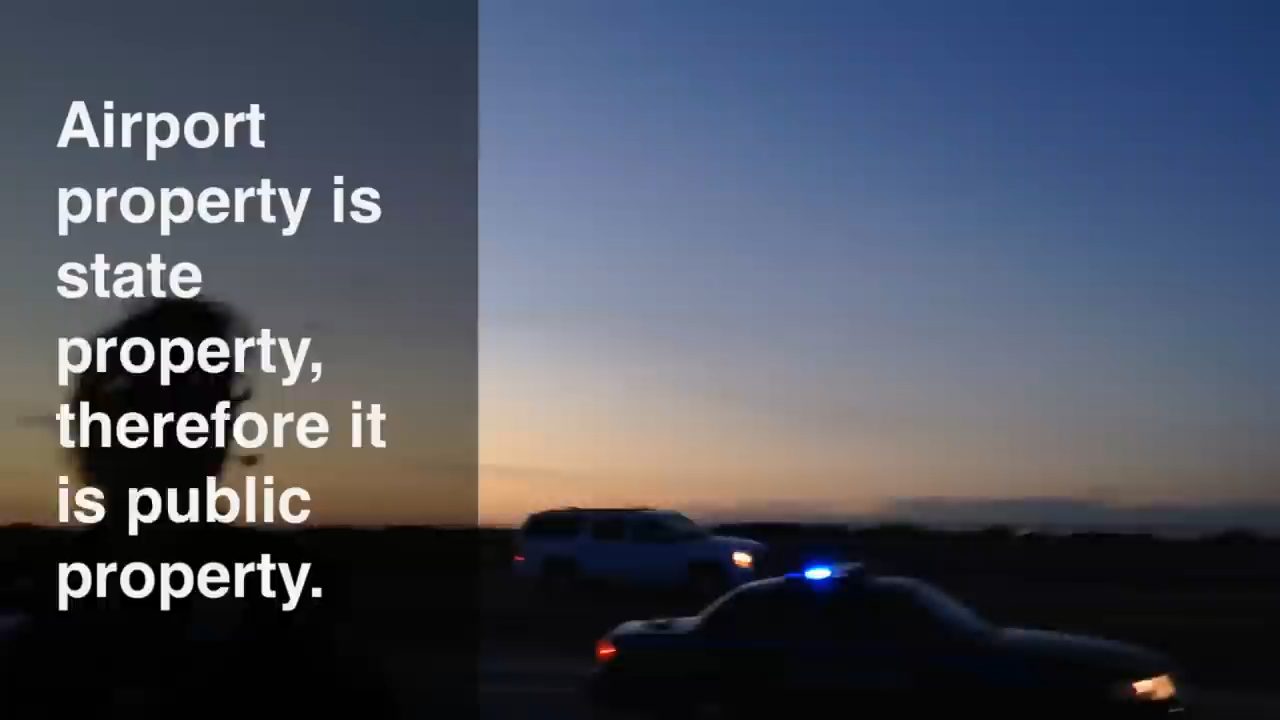 Airport
property is
state
property,
therefore it
is public
property.